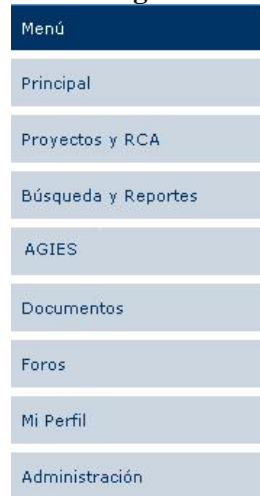 Menú
Principal
Proyectos y RCA
Búsqueda y Reportes
AGIES
Documentos
Foros
Mi Perfil
Administración